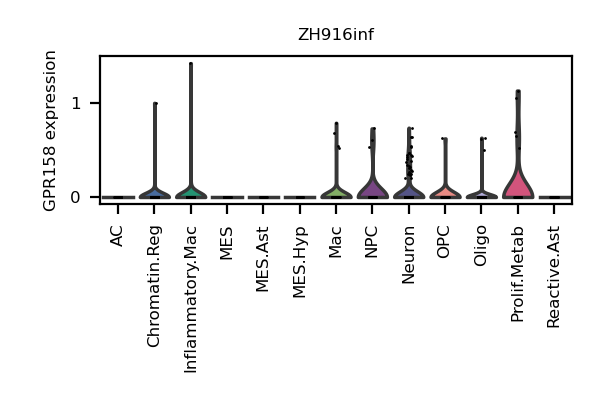 ZH916inf
GPR158 expression
1
0
AC
Chromatin.Reg
Inflammatory.Mac
MES
MES.Ast
MES.Hyp
Mac
NPC
Neuron
OPC
Oligo
Prolif.Metab
Reactive.Ast